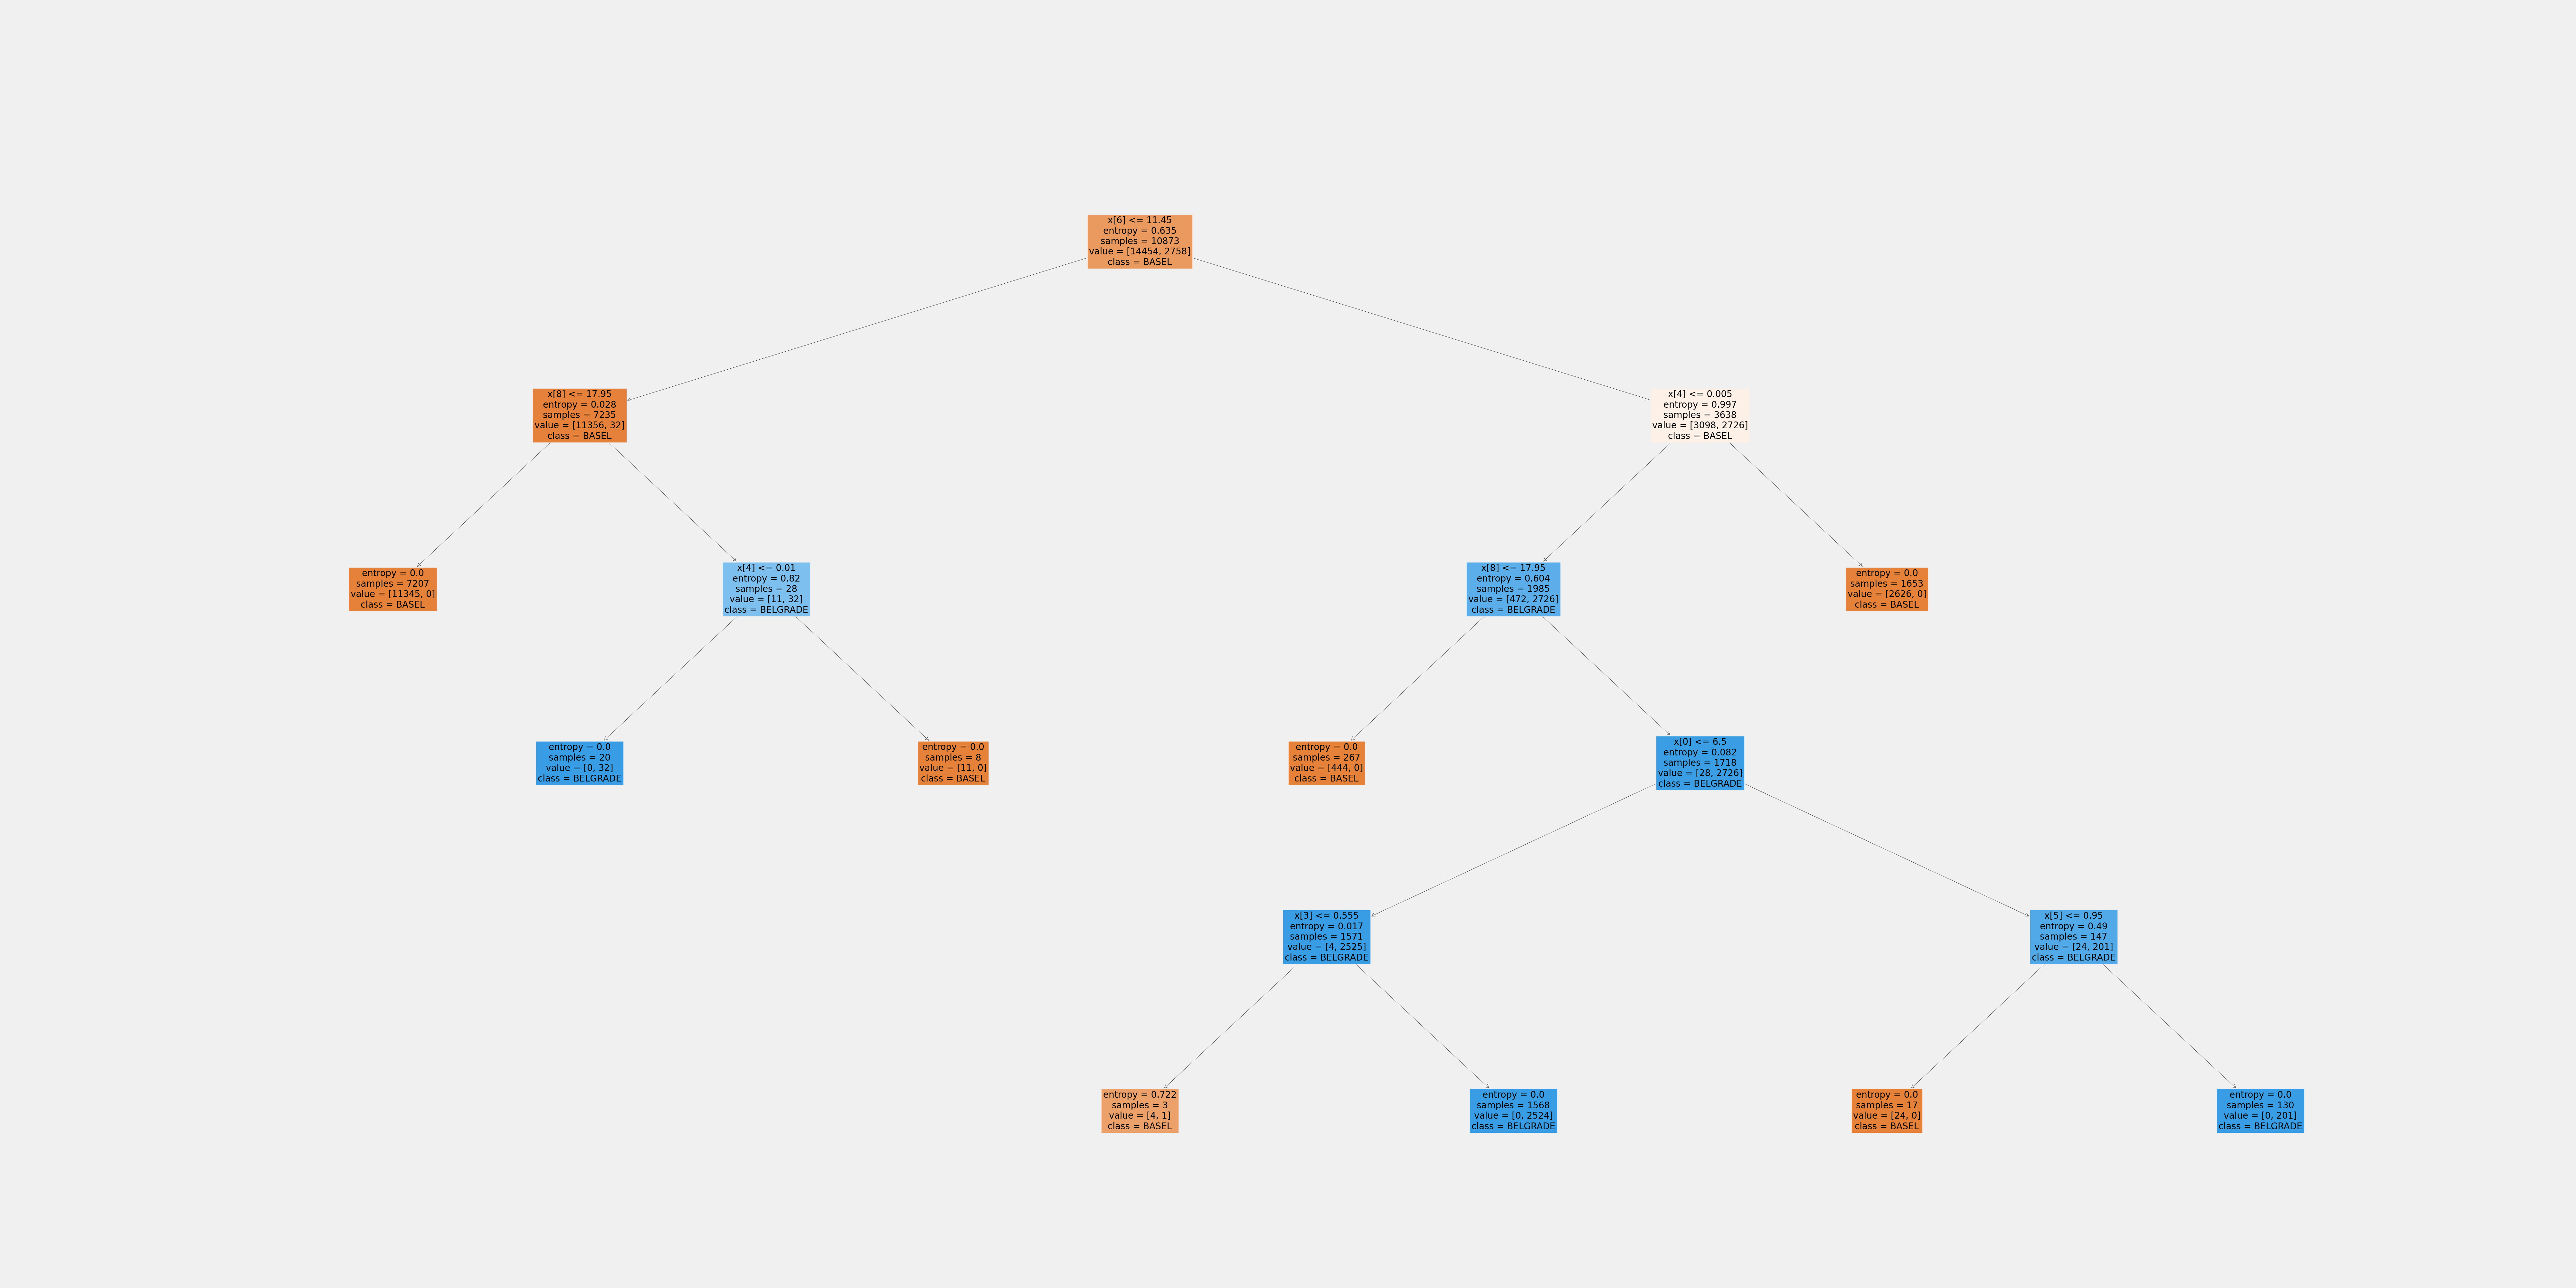 x[6] <= 11.45
entropy = 0.635
samples = 10873
value = [14454, 2758]
class = BASEL
x[8] <= 17.95
entropy = 0.028
samples = 7235
value = [11356, 32]
class = BASEL
x[4] <= 0.005
entropy = 0.997
samples = 3638
value = [3098, 2726]
class = BASEL
entropy = 0.0
samples = 7207
value = [11345, 0]
class = BASEL
x[4] <= 0.01
entropy = 0.82
samples = 28
value = [11, 32]
class = BELGRADE
x[8] <= 17.95
entropy = 0.604
samples = 1985
value = [472, 2726]
class = BELGRADE
entropy = 0.0
samples = 1653
value = [2626, 0]
class = BASEL
entropy = 0.0
samples = 20
value = [0, 32]
class = BELGRADE
entropy = 0.0
samples = 8
value = [11, 0]
class = BASEL
entropy = 0.0
samples = 267
value = [444, 0]
class = BASEL
x[0] <= 6.5
entropy = 0.082
samples = 1718
value = [28, 2726]
class = BELGRADE
x[3] <= 0.555
entropy = 0.017
samples = 1571
value = [4, 2525]
class = BELGRADE
x[5] <= 0.95
entropy = 0.49
samples = 147
value = [24, 201]
class = BELGRADE
entropy = 0.722
samples = 3
value = [4, 1]
class = BASEL
entropy = 0.0
samples = 1568
value = [0, 2524]
class = BELGRADE
entropy = 0.0
samples = 17
value = [24, 0]
class = BASEL
entropy = 0.0
samples = 130
value = [0, 201]
class = BELGRADE